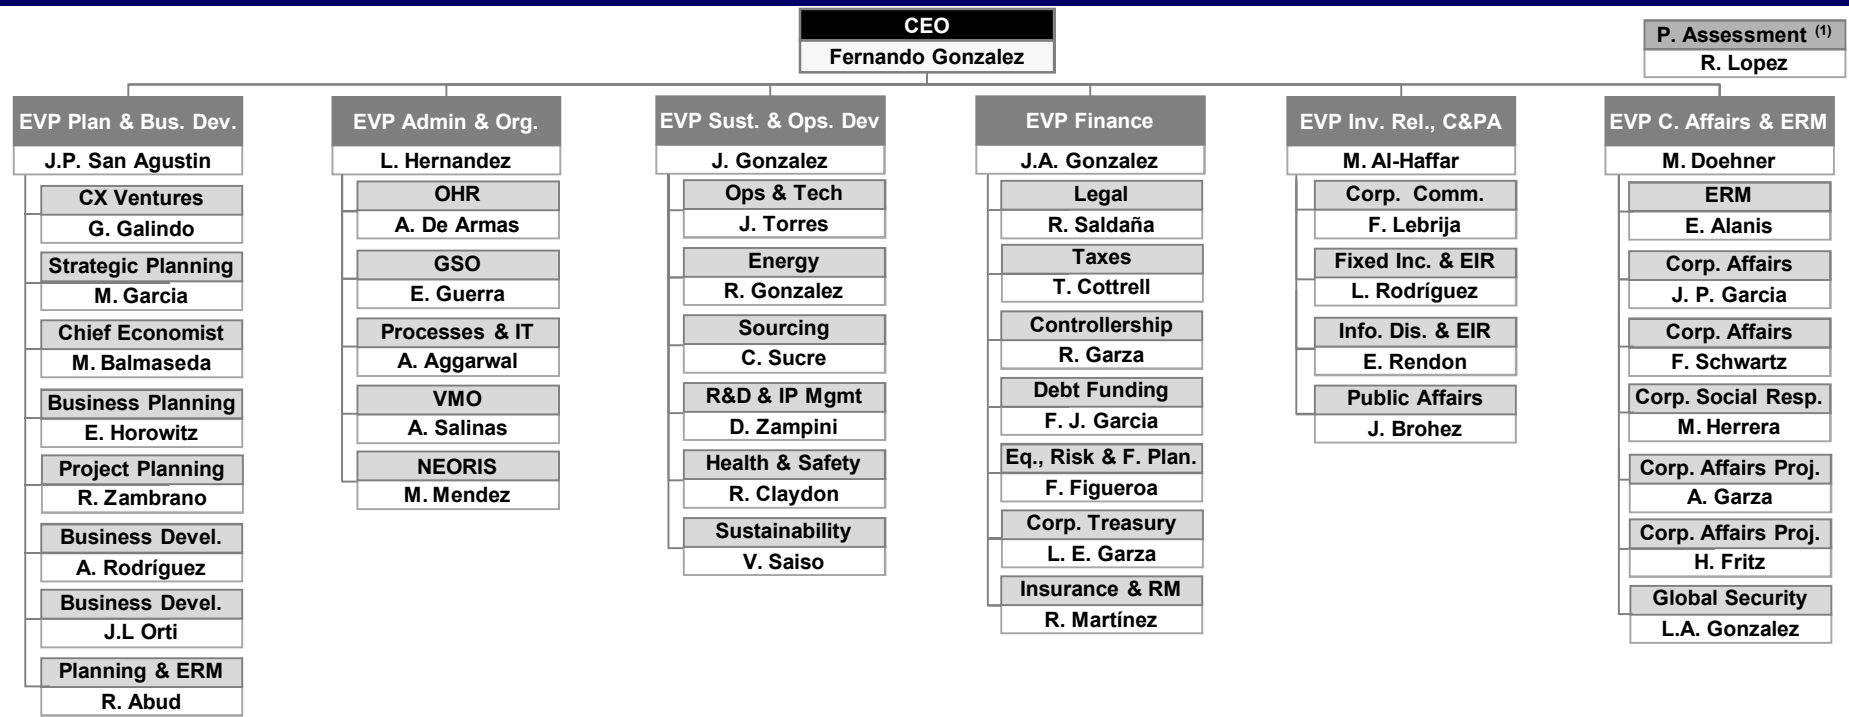 CEO
Fernando Gonzalez
P. Assessment (1)
R. Lopez
EVP Plan & Bus. Dev.
J.P. San Agustin
CX Ventures
G. Galindo
Strategic Planning
M. Garcia
Chief Economist
M. Balmaseda
Business Planning
E. Horowitz
Project Planning
R. Zambrano
Business Devel.
A. Rodríguez
Business Devel.
J.L Orti
Planning & ERM
R. Abud
EVP Admin & Org.
L. Hernandez
OHR
A. De Armas
GSO
E. Guerra
Processes & IT
A. Aggarwal
VMO
A. Salinas
NEORIS
M. Mendez
EVP Sust. & Ops. Dev
J. Gonzalez
Ops & Tech
J. Torres
Energy
R. Gonzalez
Sourcing
C. Sucre
R&D & IP Mgmt
D. Zampini
Health & Safety
R. Claydon
Sustainability
V. Saiso
EVP Finance
J.A. Gonzalez
Legal
R. Saldaña
Taxes
T. Cottrell
Controllership
R. Garza
Debt Funding
F. J. Garcia
Eq., Risk & F. Plan.
F. Figueroa
Corp. Treasury
L. E. Garza
Insurance & RM
R. Martínez
EVP Inv. Rel., C&PA
M. Al-Haffar
Corp. Comm.
F. Lebrija
Fixed Inc. & EIR
L. Rodríguez
Info. Dis. & EIR
E. Rendon
Public Affairs
J. Brohez
EVP C. Affairs & ERM
M. Doehner
ERM
E. Alanis
Corp. Affairs
J. P. Garcia
Corp. Affairs
F. Schwartz
Corp. Social Resp.
M. Herrera
Corp. Affairs Proj.
A. Garza
Corp. Affairs Proj.
H. Fritz
Global Security
L.A. Gonzalez